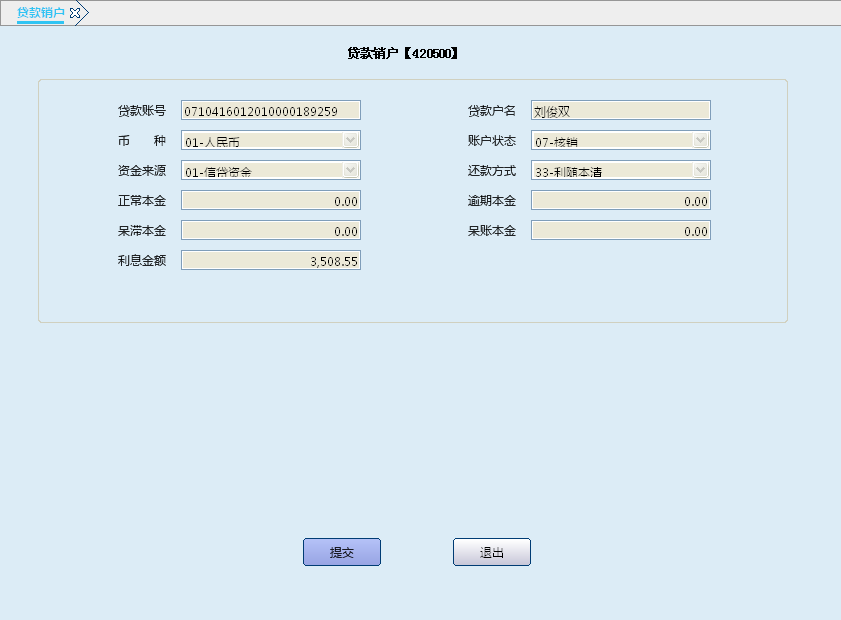 贷款销户
贷款销户【420500】
贷款账号 0710416012010000189259 贷款户名 刘俊双
币 种 01-人民币 账户状态 07-核销
资金来源 01-信贷资金 还款方式 33-利随本清
正常本金 0.00 逾期本金 0.00
呆滞本金 0.00 呆账本金 0.00
利息金额 3,508.55
提交 退出